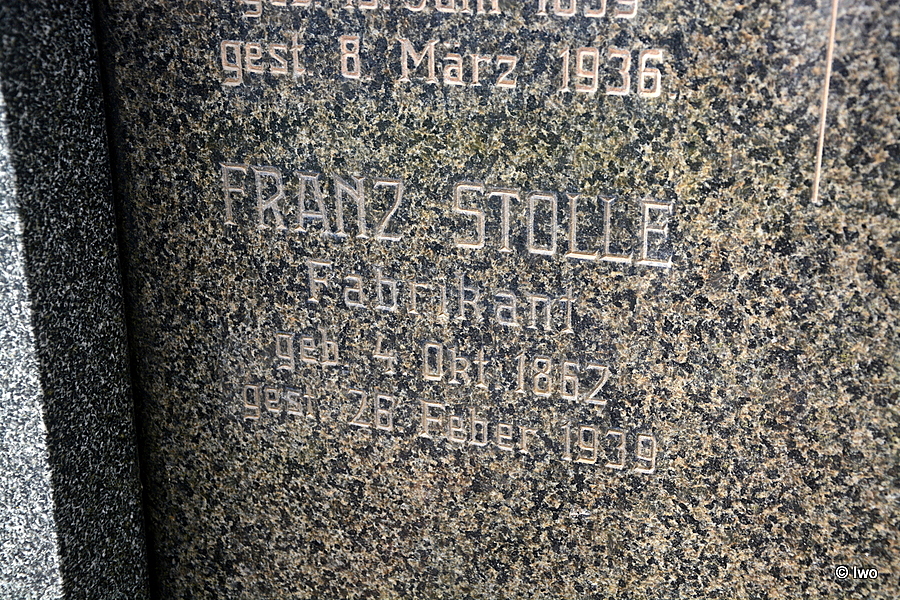 gest 8 Marz 1936
FRANZ STOLLE
Fabrikant
geb 4 Okt 1862
gest 26 Feber 1939
© Iwo